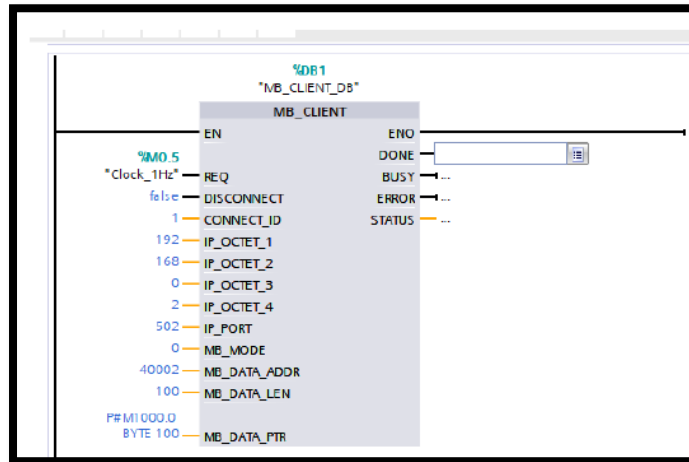 %DB1
"MB_CLIENT_DB"
MB_CLIENT
EN ENO
%M0.5 DONE
"Clock_1Hz" REQ BUSY ...
false DISCONNECT ERROR ...
1 CONNECT_ID STATUS ...
192 IP_OCTET_1
168 IP_OCTET_2
0 IP_OCTET_3
2 IP_OCTET_4
502 IP_PORT
0 MB_MODE
40002 MB_DATA_ADDR
100 MB_DATA_LEN
P#M1000.0
BYTE 100 MB_DATA_PTR